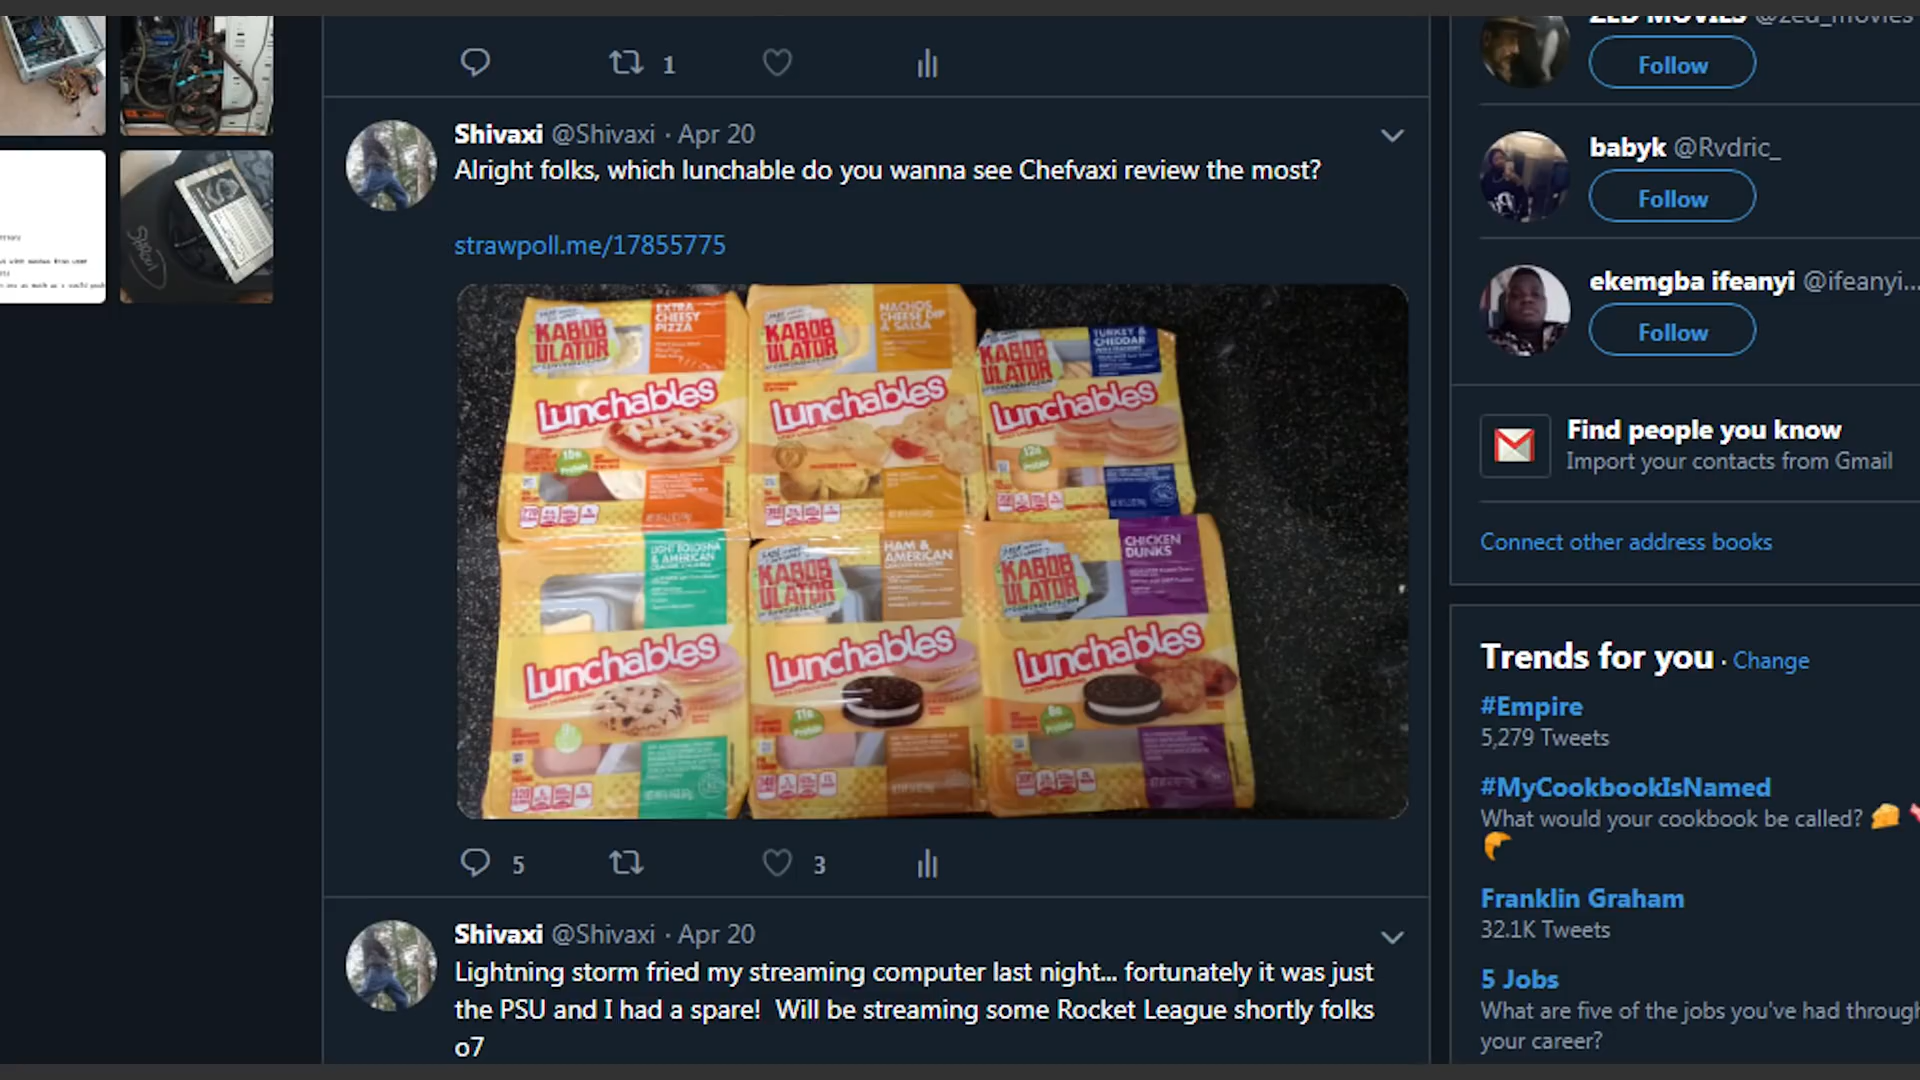 1
Shivaxi @Shivaxi · Apr 20
Alright folks, which lunchable do you wanna see Chefvaxi review the most?
strawpoll.me/17855775
KABOB
ULATOR
EXTRA
CHEESY
PIZZA
Lunchables
KABOB
ULATOR
NACHOS
CHEESE DIP
& SALSA
Lunchables
KABOB
ULATOR
TURKEY &
CHEDDAR
Lunchables
LIGHT BOLOGNA
& AMERICAN
Lunchables
KABOB
ULATOR
HAM &
AMERICAN
Lunchables
KABOB
ULATOR
CHICKEN
DUNKS
Lunchables
5 3
Shivaxi @Shivaxi · Apr 20
Lightning storm fried my streaming computer last night... fortunately it was just
the PSU and I had a spare! Will be streaming some Rocket League shortly folks
o7
ZED MOVIES @zed_movies
Follow
babyk @Rvdric_
Follow
ekemgba ifeanyi @ifeanyi...
Follow
Find people you know
Import your contacts from Gmail
Connect other address books
Trends for you · Change
#Empire
5,279 Tweets
#MyCookbookIsNamed
What would your cookbook be called?
Franklin Graham
32.1K Tweets
5 Jobs
What are five of the jobs you've had through
your career?